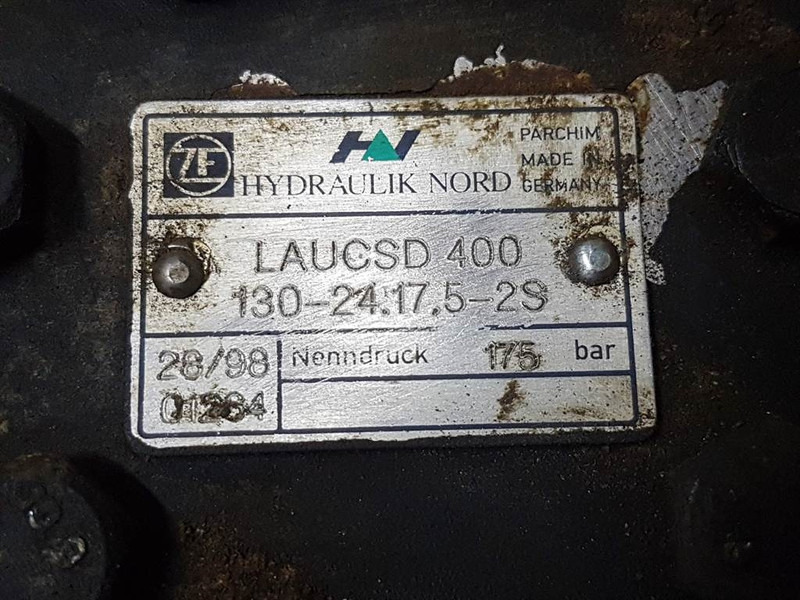 ZF
HYDRAULIK NORD
PARCHIM
MADE IN
GERMANY
LAUCSD 400
130-24.17.5-2S
28/98
Nenndruck 175 bar